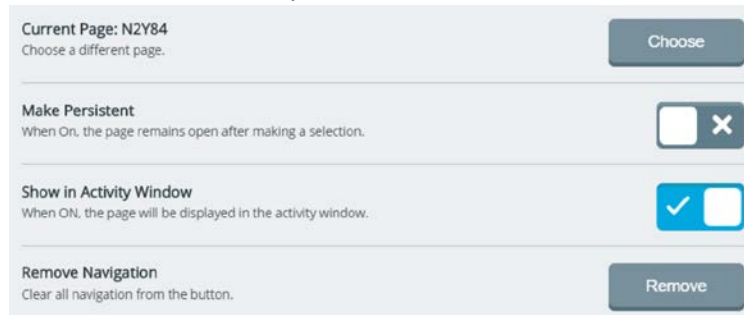 Current Page: N2Y84
Choose a different page.
Choose
Make Persistent
When On, the page remains open after making a selection.
Show in Activity Window
When ON, the page will be displayed in the activity window.
Remove Navigation
Clear all navigation from the button.
Remove